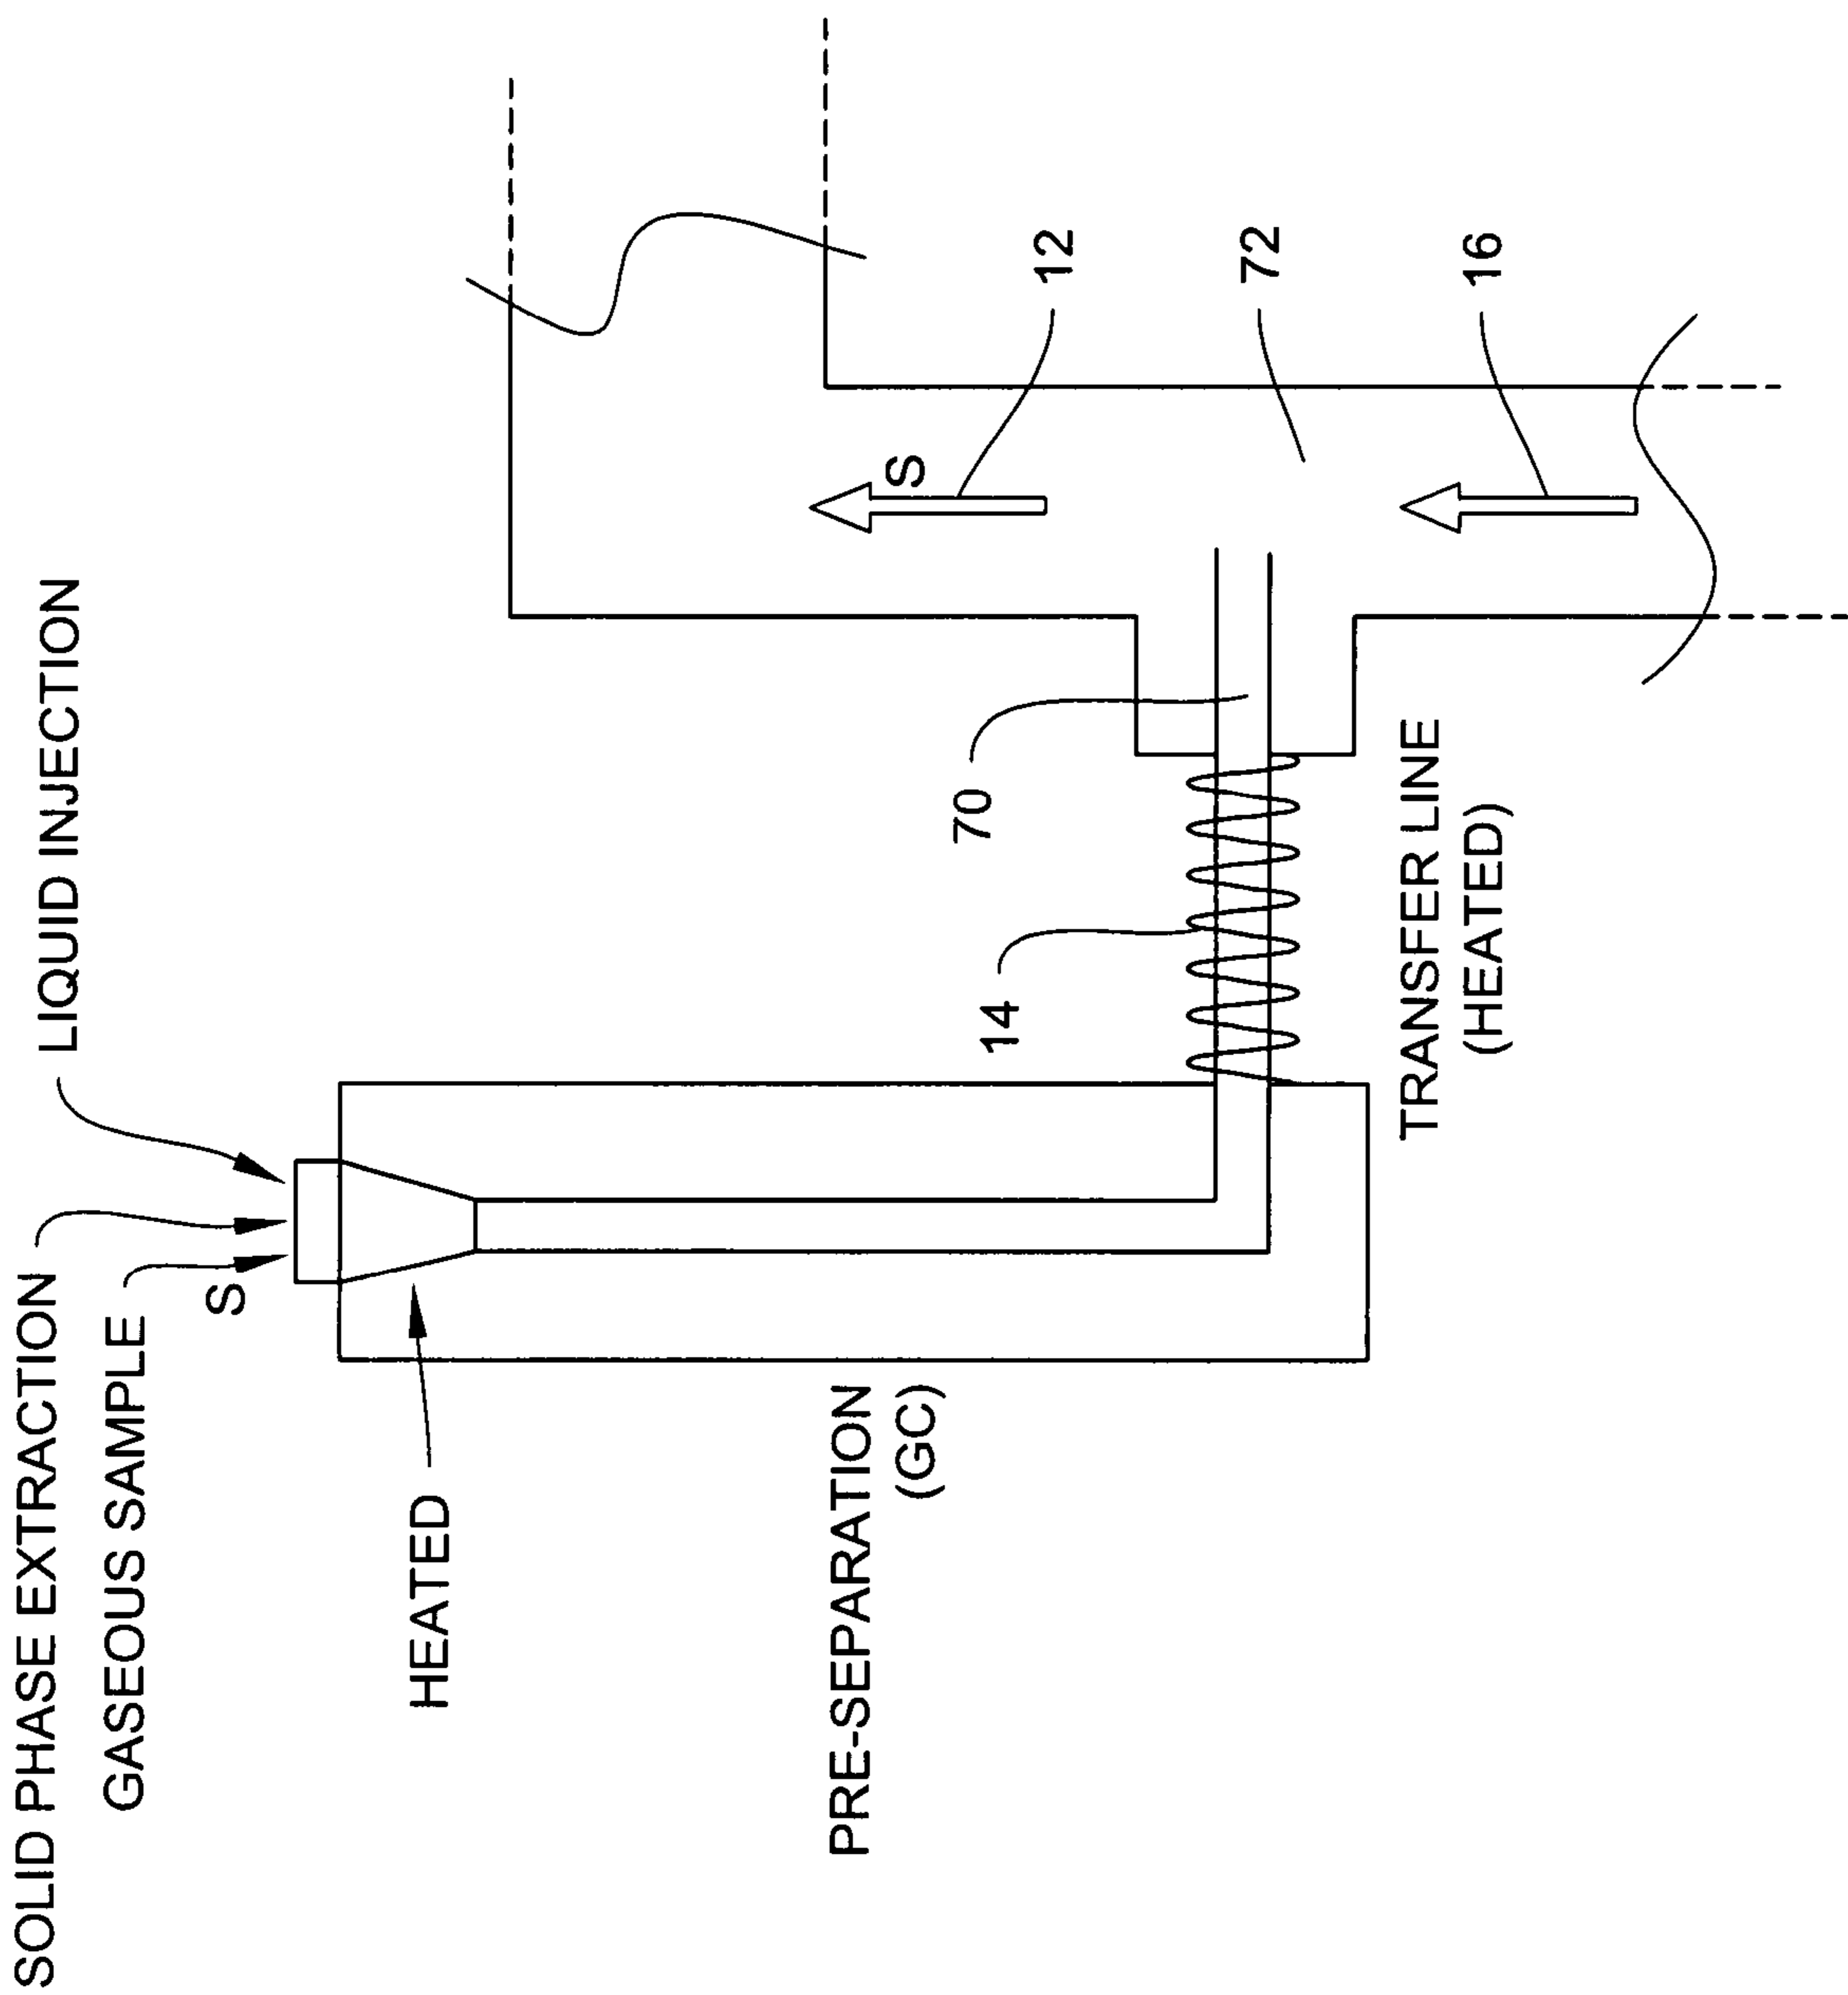 SOLID PHASE EXTRACTION
GASEOUS SAMPLE
LIQUID INJECTION
S
HEATED
PRE-SEPARATION
(GC)
14
70
TRANSFER LINE
(HEATED)
S
12
72
16